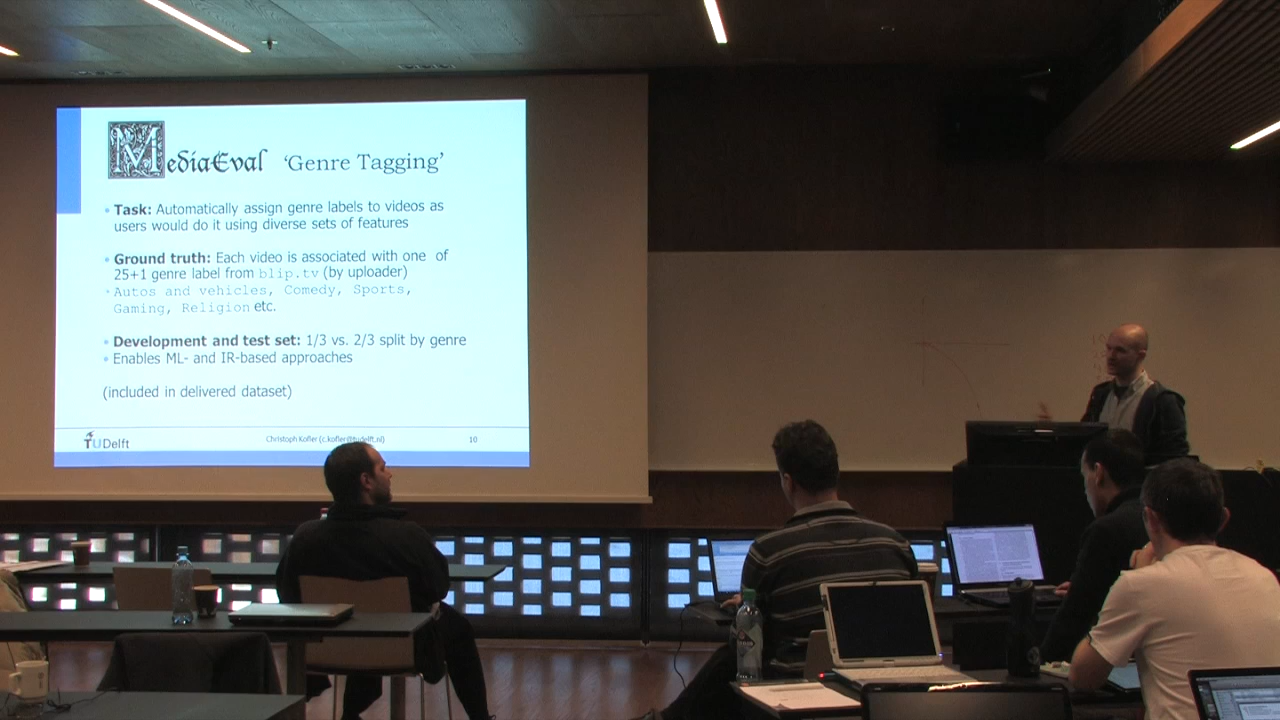 MediaEval 'Genre Tagging'
Task: Automatically assign genre labels to videos as
users would do it using diverse sets of features
Ground truth: Each video is associated with one of
25+1 genre label from blip.tv (by uploader)
Autos and vehicles, Comedy, Sports,
Gaming, Religion etc.
Development and test set: 1/3 vs. 2/3 split by genre
Enables ML- and IR-based approaches
(included in delivered dataset)
TU Delft
Christoph Kofler (c.kofler@tudelft.nl)
10